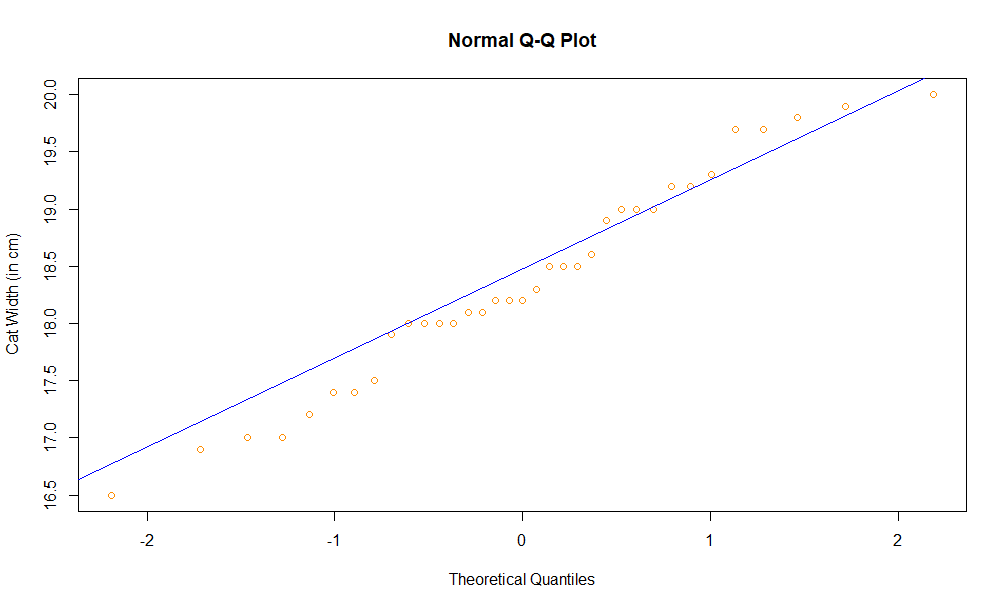 Normal Q-Q Plot
Cat Width (in cm)
20.0
19.5
19.0
18.5
18.0
17.5
17.0
16.5
-2 -1 0 1 2
Theoretical Quantiles